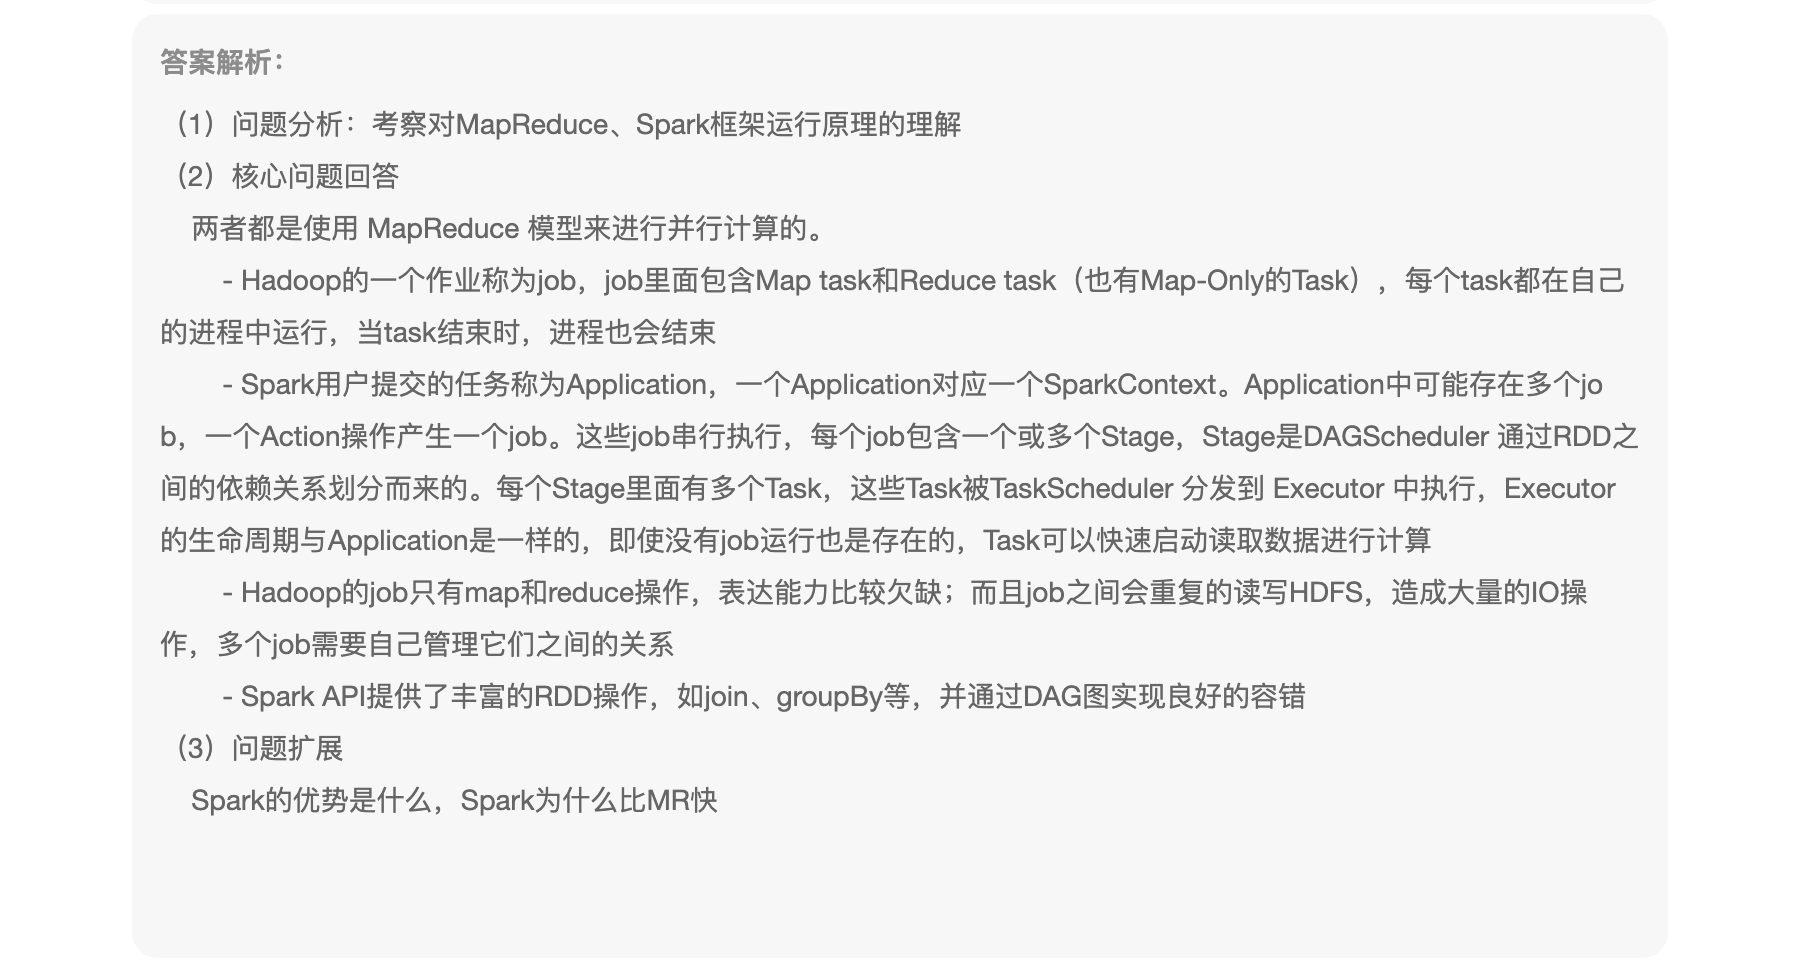 答案解析：
（1）问题分析：考察对MapReduce、Spark框架运行原理的理解
（2）核心问题回答
两者都是使用 MapReduce 模型来进行并行计算的。
- Hadoop的一个作业称为job，job里面包含Map task和Reduce task（也有Map-Only的Task），每个task都在自己
的进程中运行，当task结束时，进程也会结束
- Spark用户提交的任务称为Application，一个Application对应一个SparkContext。Application中可能存在多个jo
b，一个Action操作产生一个job。这些job串行执行，每个job包含一个或多个Stage，Stage是DAGScheduler 通过RDD之
间的依赖关系划分而来的。每个Stage里面有多个Task，这些Task被TaskScheduler 分发到 Executor 中执行，Executor
的生命周期与Application是一样的，即使没有job运行也是存在的，Task可以快速启动读取数据进行计算
- Hadoop的job只有map和reduce操作，表达能力比较欠缺；而且job之间会重复的读写HDFS，造成大量的IO操
作，多个job需要自己管理它们之间的关系
- Spark API提供了丰富的RDD操作，如join、groupBy等，并通过DAG图实现良好的容错
（3）问题扩展
Spark的优势是什么，Spark为什么比MR快